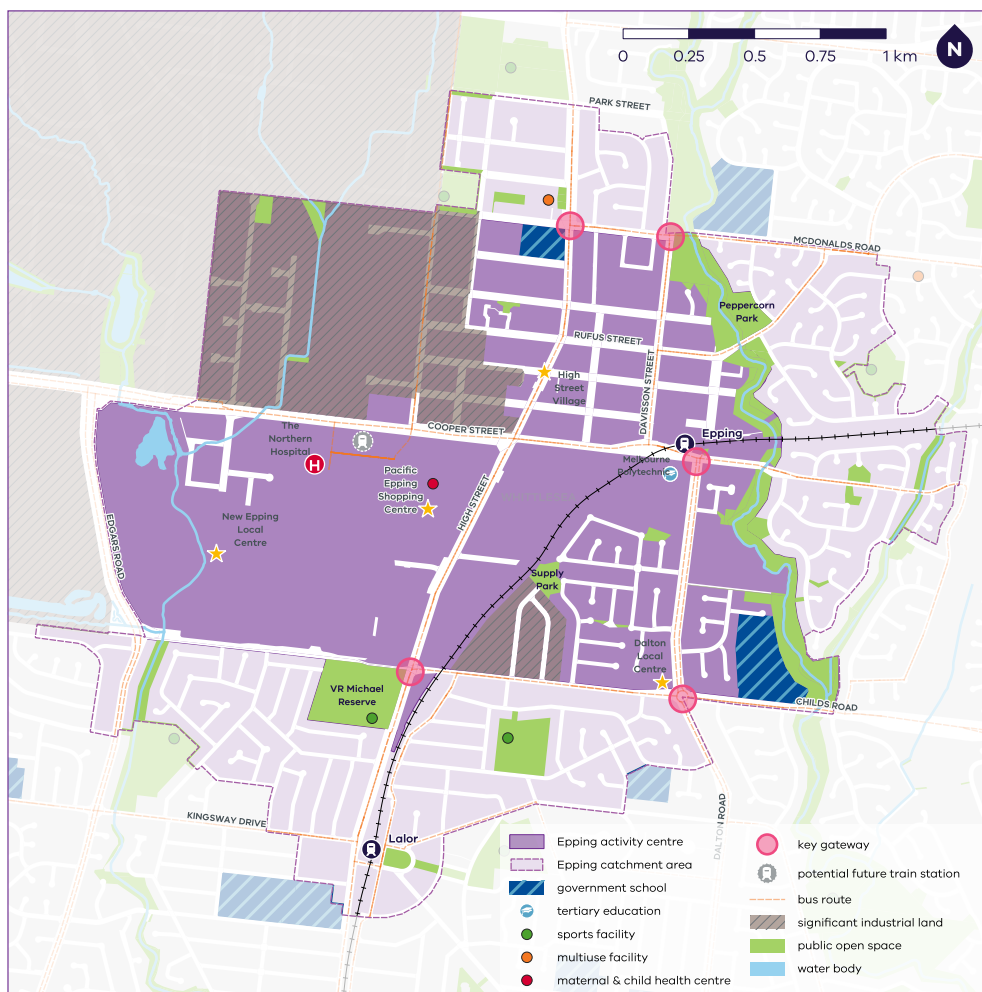 0 0.25 0.5 0.75 1 km
N
PARK STREET
MCDONALDS ROAD
Peppercorn
Park
RUFUS STREET
High
Street
Village
DAVISSON STREET
COOPER STREET
Epping
The
Northern
Hospital
H
Melbourne
Polytechnic
Pacific
Epping
Shopping
Centre
HIGH STREET
New Epping
Local
Centre
EDGARS ROAD
Supply
Park
Dalton
Local
Centre
VR Michael
Reserve
CHILDS ROAD
KINGSWAY DRIVE
Lalor
DALTON ROAD
Epping activity centre
Epping catchment area
government school
tertiary education
sports facility
multiuse facility
maternal & child health centre
key gateway
potential future train station
bus route
significant industrial land
public open space
water body